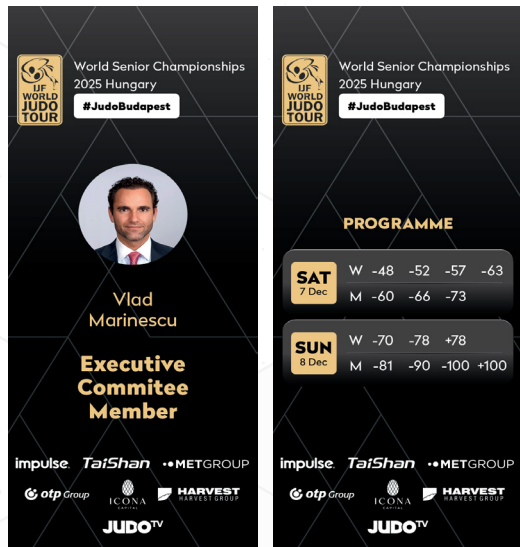 IJF
WORLD
JUDO
TOUR
World Senior Championships
2025 Hungary
#JudoBudapest
Vlad
Marinescu
Executive
Commitee
Member
impulse. TaiShan METGROUP
otp Group ICONA CAPITAL HARVEST HARVEST GROUP
JUDOTV
IJF
WORLD
JUDO
TOUR
World Senior Championships
2025 Hungary
#JudoBudapest
PROGRAMME
SAT
7 Dec
W -48 -52 -57 -63
M -60 -66 -73
SUN
8 Dec
W -70 -78 +78
M -81 -90 -100 +100
impulse. TaiShan METGROUP
otp Group ICONA CAPITAL HARVEST HARVEST GROUP
JUDOTV